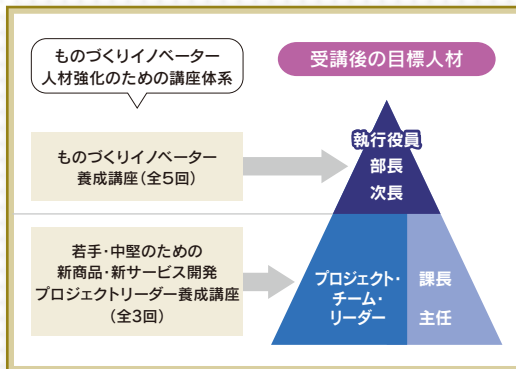 ものづくりイノベーター
人材強化のための講座体系
受講後の目標人材
ものづくりイノベーター
養成講座(全5回)
執行役員
部長
次長
若手・中堅のための
新商品・新サービス開発
プロジェクトリーダー養成講座
(全3回)
プロジェクト・
チーム・
リーダー
課長
主任